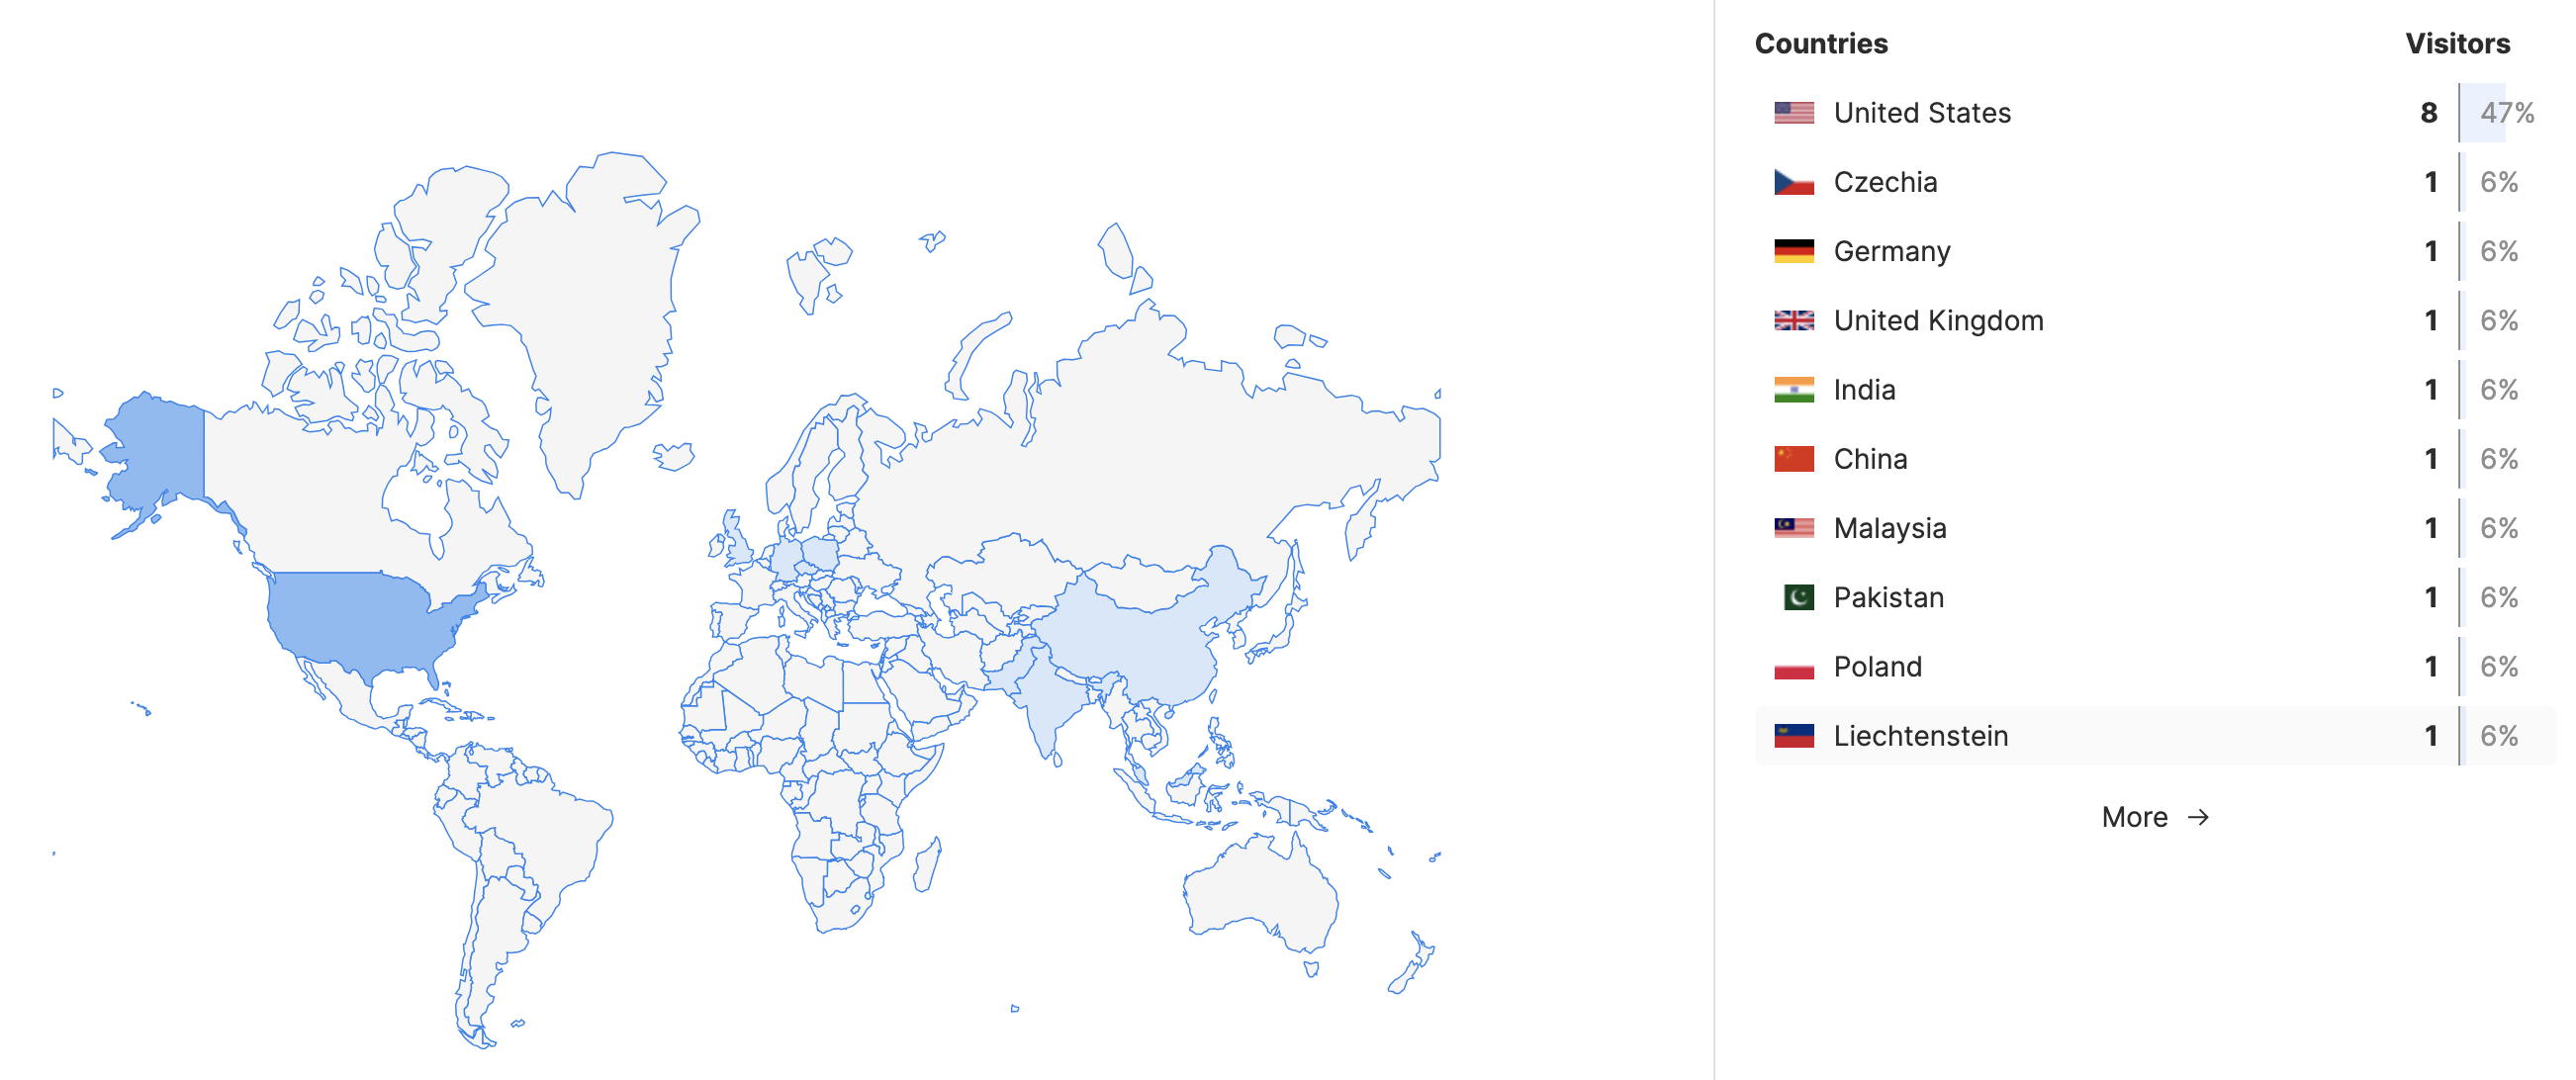 Countries Visitors
United States 8 47%
Czechia 1 6%
Germany 1 6%
United Kingdom 1 6%
India 1 6%
China 1 6%
Malaysia 1 6%
Pakistan 1 6%
Poland 1 6%
Liechtenstein 1 6%
More →